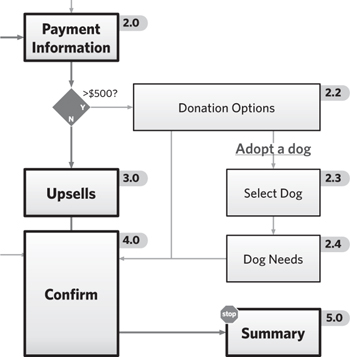 2.0
Payment
Information
>$500?
Y
N
2.2
Donation Options
Adopt a dog
3.0
Upsells
2.3
Select Dog
4.0
Confirm
2.4
Dog Needs
stop
5.0
Summary